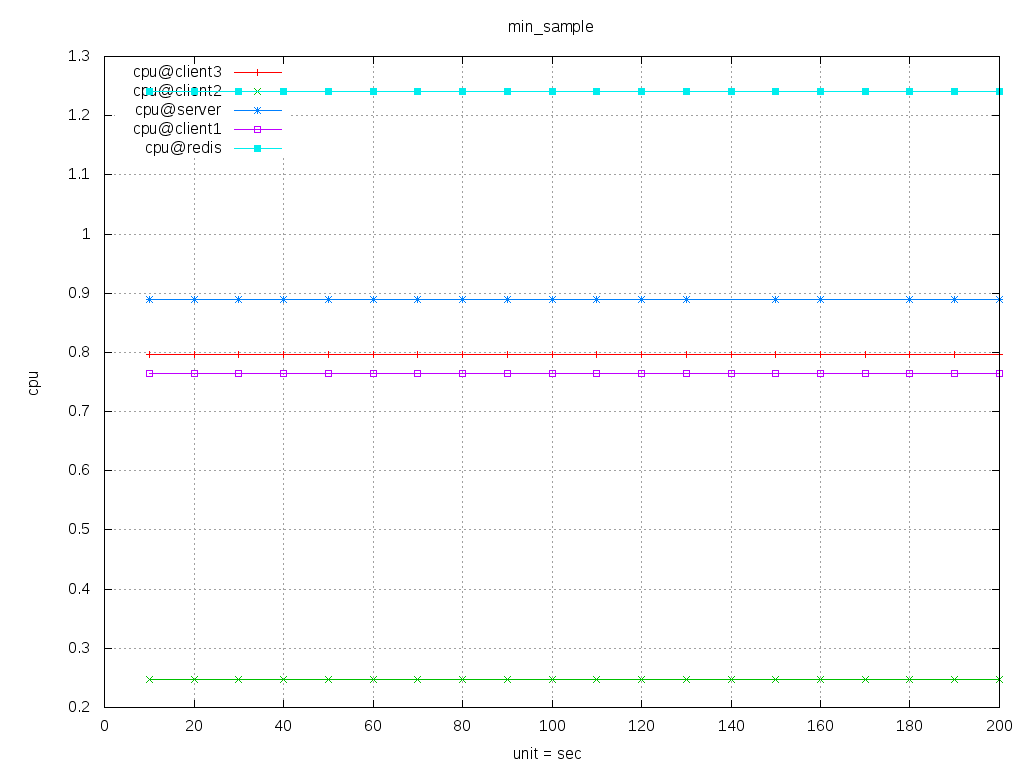 min_sample
1.3
1.2
1.1
1
0.9
0.8
0.7
0.6
0.5
0.4
0.3
0.2
cpu
cpu@client3
cpu@client2
cpu@server
cpu@client1
cpu@redis
0 20 40 60 80 100 120 140 160 180 200
unit = sec